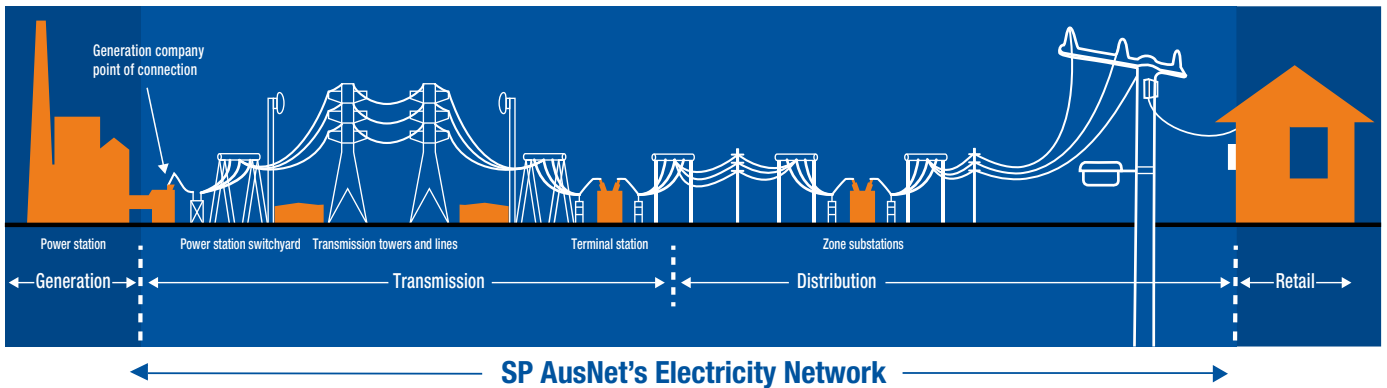 Generation company
point of connection
Power station
Power station switchyard
Transmission towers and lines
Terminal station
Zone substations
Generation
Transmission
Distribution
Retail
SP AusNet's Electricity Network